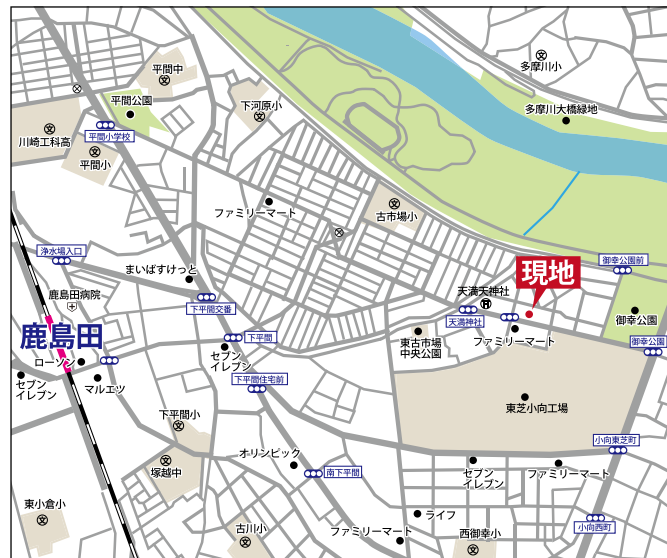 多摩川小
平間中
平間公園
下河原小
多摩川大橋緑地
川崎工科高
平間小学校
平間小
ファミリーマート
古市場小
浄水場入口
まいばすけっと
御幸公園前
現地
鹿島田病院
下平間交番
天満天神社
天満神社
御幸公園
鹿島田
下平間
東古市場
中央公園
ファミリーマート
御幸公園
ローソン
セブン
イレブン
セブン
イレブン
マルエツ
下平間住宅前
東芝小向工場
下平間小
オリンピック
小向東芝町
塚越中
南下平間
セブン
イレブン
ファミリーマート
東小倉小
古川小
ライフ
ファミリーマート
西御幸小
小向西町